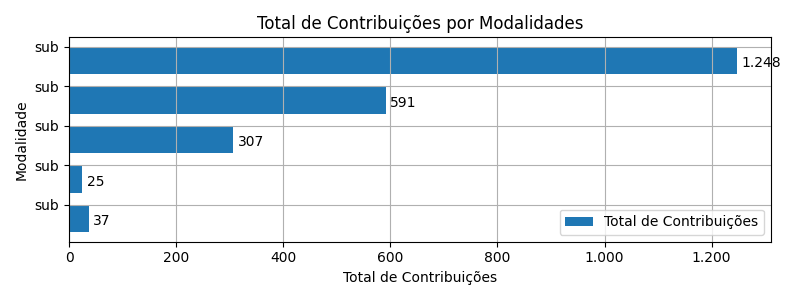 Total de Contribuições por Modalidades
Modalidade
sub
1.248
sub
591
sub
307
sub
25
sub
37
Total de Contribuições
0 200 400 600 800 1.000 1.200
Total de Contribuições